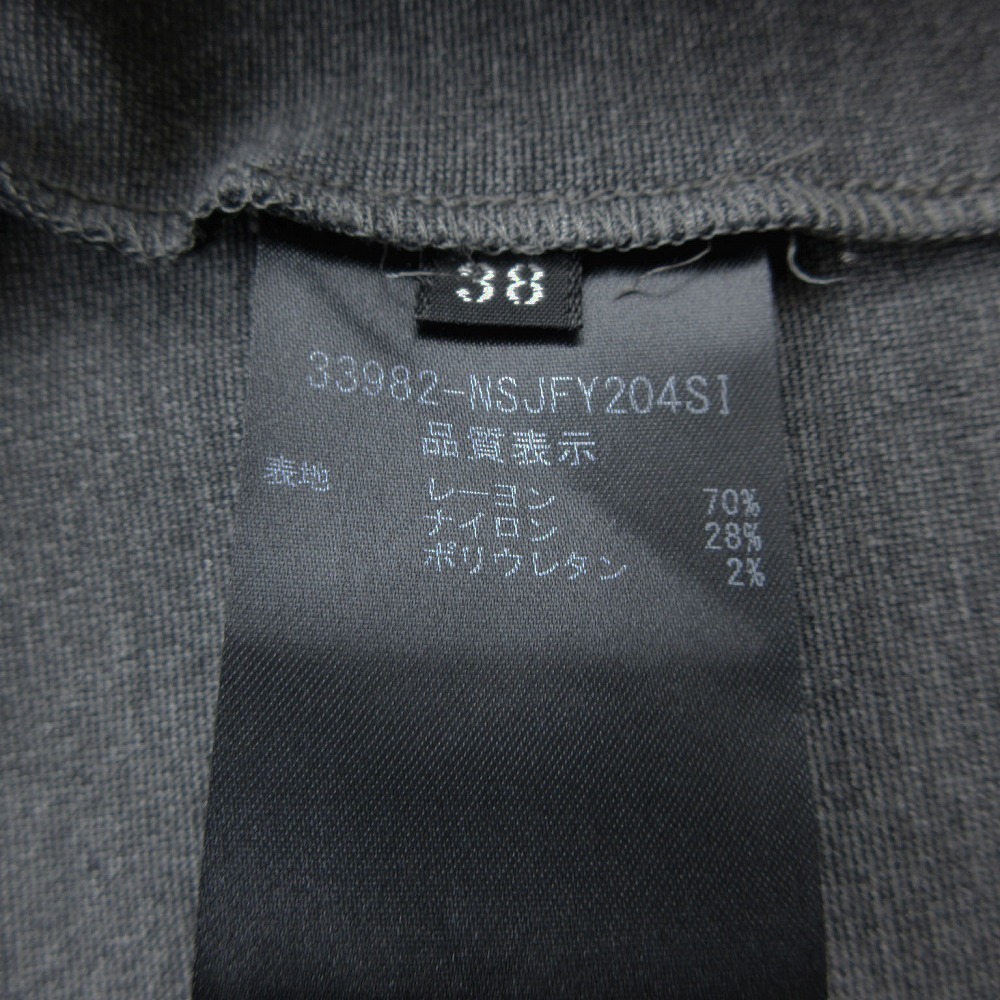 38
33982-NSJFY204SI
品質表示
表地 レーヨン 70%
ナイロン 28%
ポリウレタン 2%